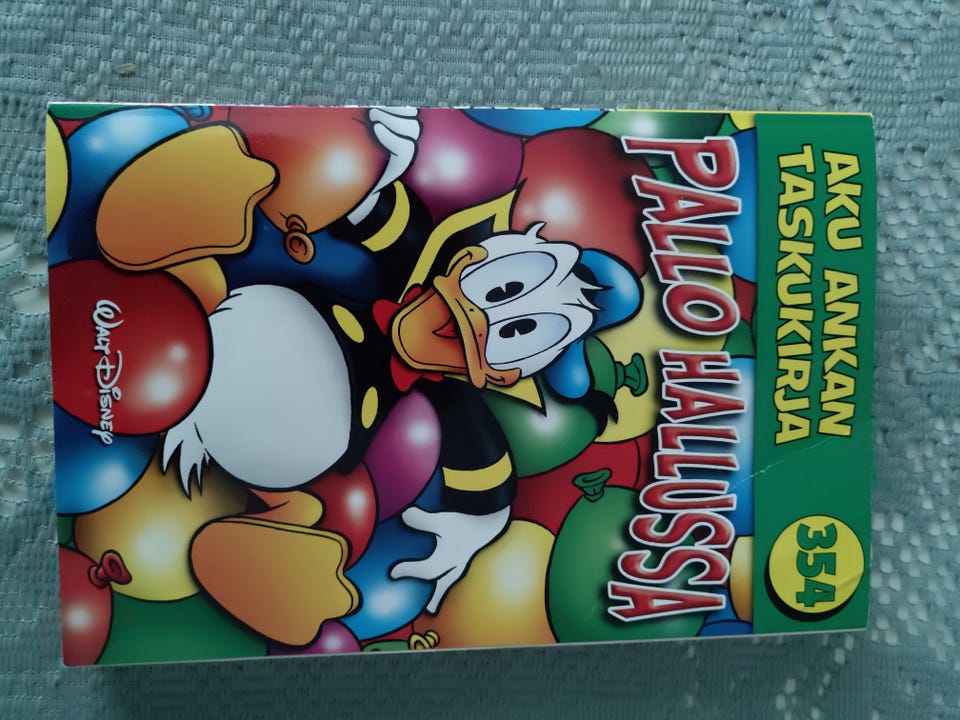 AKU ANKAN
TASKUKIRJA
354
PALLO HALLUSSA
WALT DISNEY